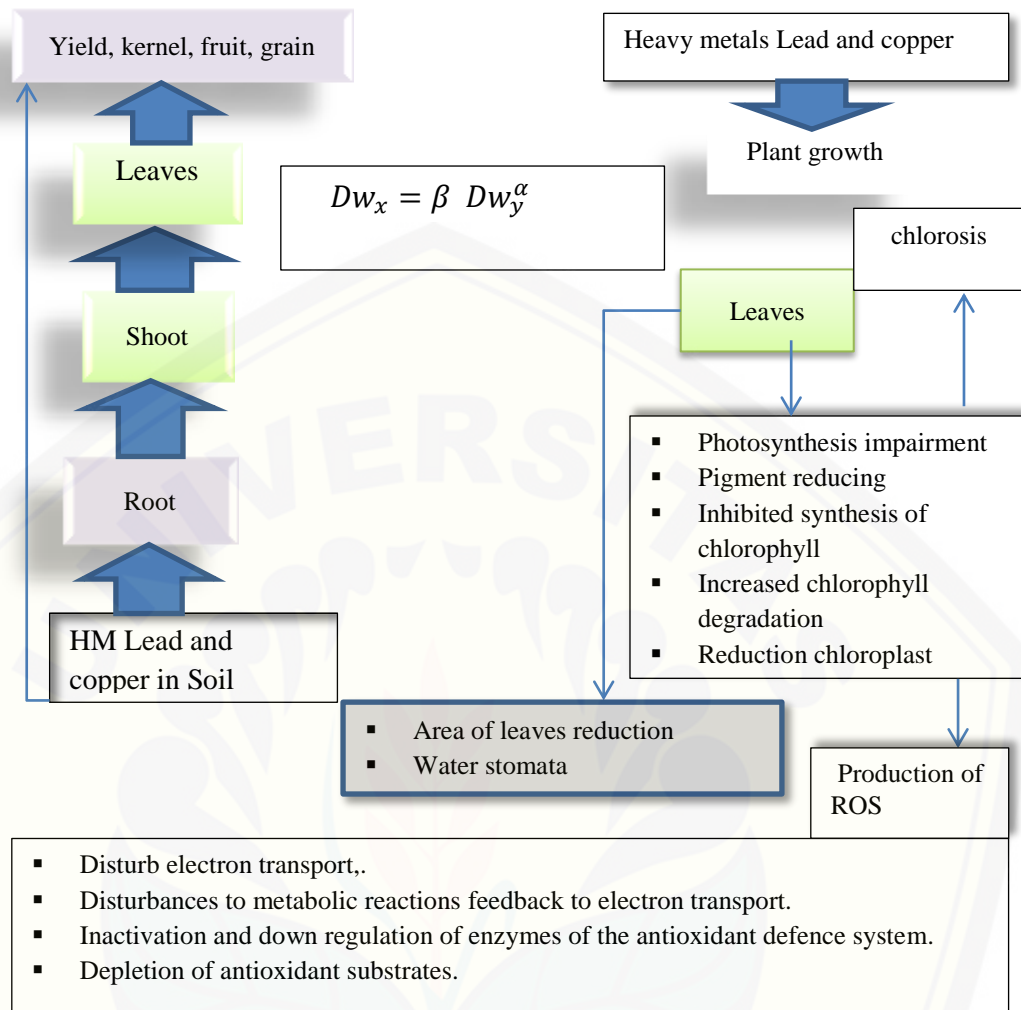 Yield, kernel, fruit, grain
Heavy metals Lead and copper
Plant growth
Leaves
𝐷𝑤𝑥 = 𝛽 𝐷𝑤𝑦^𝛼
chlorosis
Leaves
Shoot
▪ Photosynthesis impairment
▪ Pigment reducing
▪ Inhibited synthesis of
chlorophyll
▪ Increased chlorophyll
degradation
▪ Reduction chloroplast
Root
HM Lead and
copper in Soil
▪ Area of leaves reduction
▪ Water stomata
Production of
ROS
▪ Disturb electron transport,.
▪ Disturbances to metabolic reactions feedback to electron transport.
▪ Inactivation and down regulation of enzymes of the antioxidant defence system.
▪ Depletion of antioxidant substrates.
UNIVERSITAS